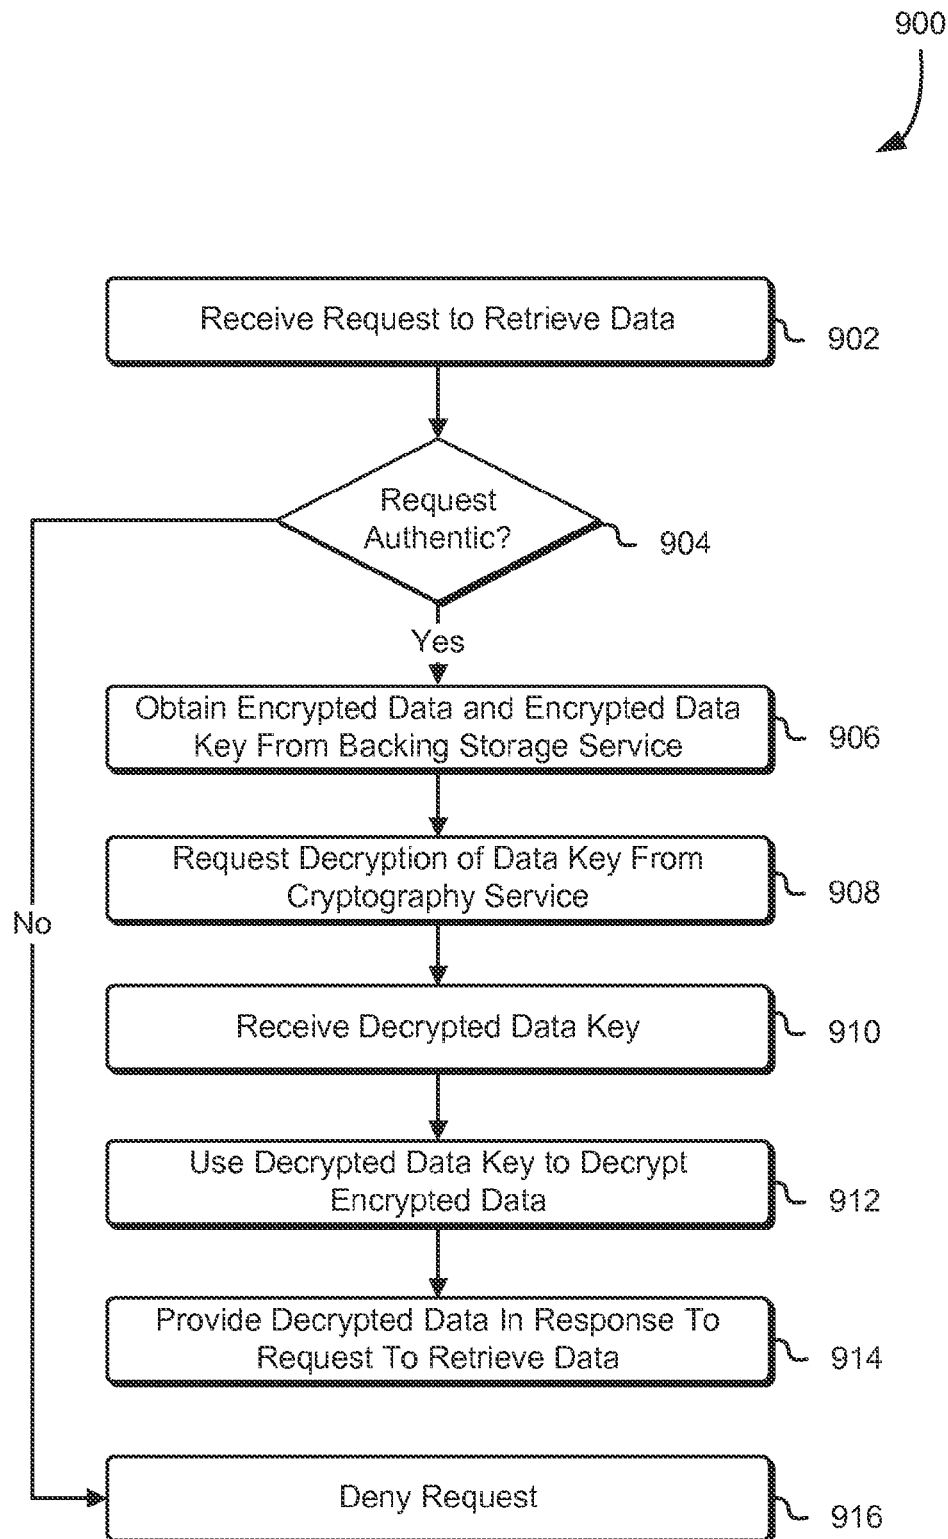 900
Receive Request to Retrieve Data
902
Request
Authentic?
904
Yes
Obtain Encrypted Data and Encrypted Data
Key From Backing Storage Service
906
Request Decryption of Data Key From
Cryptography Service
908
No
Receive Decrypted Data Key
910
Use Decrypted Data Key to Decrypt
Encrypted Data
912
Provide Decrypted Data In Response To
Request To Retrieve Data
914
Deny Request
916